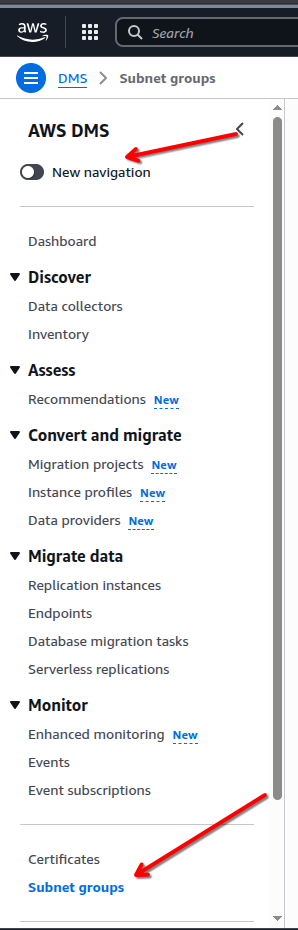 aws
Search
DMS > Subnet groups
AWS DMS
New navigation
Dashboard
Discover
Data collectors
Inventory
Assess
Recommendations New
Convert and migrate
Migration projects New
Instance profiles New
Data providers New
Migrate data
Replication instances
Endpoints
Database migration tasks
Serverless replications
Monitor
Enhanced monitoring New
Events
Event subscriptions
Certificates
Subnet groups